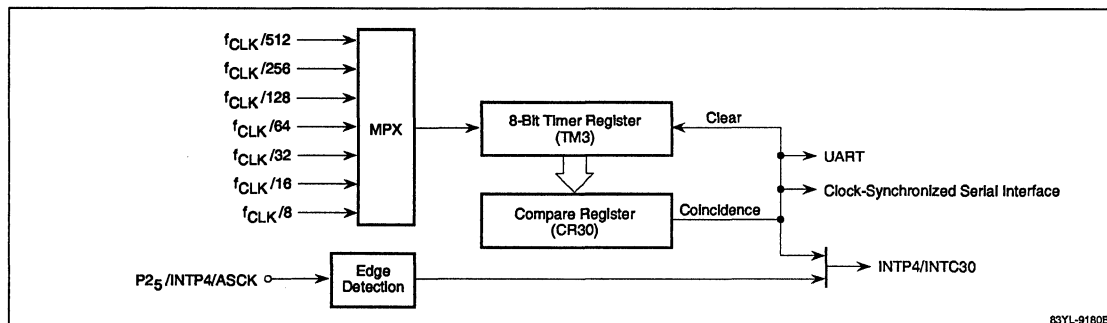 fCLK/512
fCLK/256
fCLK/128
fCLK/64
fCLK/32
fCLK/16
fCLK/8
MPX
8-Bit Timer Register
(TM3)
Clear
UART
Clock-Synchronized Serial Interface
Compare Register
(CR30)
Coincidence
P25/INTP4/ASCK
Edge
Detection
INTP4/INTC30
83YL-9180B